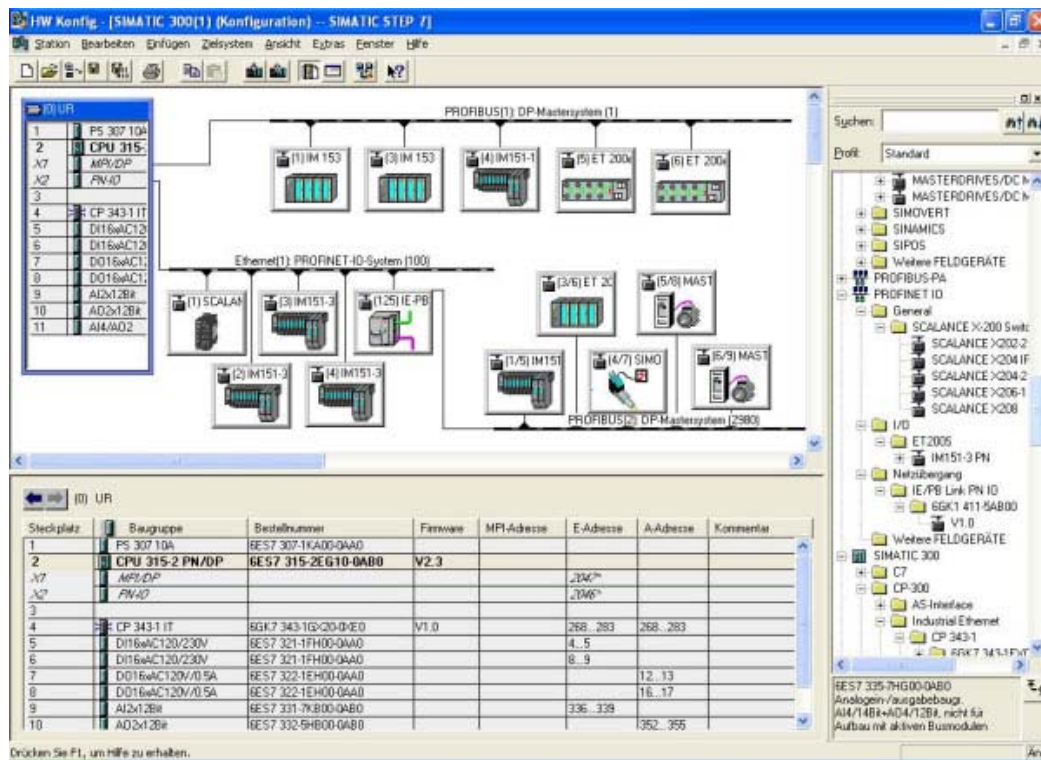 HW Konfig - [SIMATIC 300(1) (Konfiguration) -- SIMATIC STEP 7]
Station Bearbeiten Einfügen Zielsystem Ansicht Extras Fenster Hilfe
(0) UR
1 PS 307 10A
2 CPU 315-
X1 MPI/DP
X2 PN-IO
3
4 CP 343-1 IT
5 DI16xAC12
6 DI16xAC12
7 DO16xAC1
8 DO16xAC1
9 AI2x12Bit
10 AO2x12Bit
11 AI4/AO2
PROFIBUS(1): DP-Mastersystem (1)
(1) IM 153
(3) IM 153
(4) IM151-1
(5) ET 200
(6) ET 200
Ethernet(1): PROFINET-IO-System (100)
(1) SCALAN
(3) IM151-3
(125) IE-PB
(2) IM151-3
(4) IM151-3
(3/6) ET 20
(5/8) MAST
(1/5) IM151
(4/7) SIMO
(6/9) MAST
PROFIBUS(2): DP-Mastersystem (2980)
Suchen:
Profil: Standard
MASTERDRIVES/DC
MASTERDRIVES/DC
SIMOVERT
SINAMICS
SIPOS
Weitere FELDGERÄTE
PROFIBUS-PA
PROFINET IO
General
SCALANCE X-200 Switc
SCALANCE X202-2
SCALANCE X204 IR
SCALANCE X204-2
SCALANCE X206-1
SCALANCE X208
I/O
ET200S
IM151-3 PN
Netzübergang
IE/PB Link PN IO
6GK1 411-5AB00
V1.0
Weitere FELDGERÄTE
SIMATIC 300
C7
CP-300
AS-Interface
Industrial Ethernet
CP 343-1
6GK7 343-1EX
6ES7 335-7HG00-0AB0
Analogein-/ausgabebaugr.
AI4/14Bit+AO4/12Bit, nicht für
Aufbau mit aktiven Busmodulen
(0) UR
Steckplatz Baugruppe Bestellnummer Firmware MPI-Adresse E-Adresse A-Adresse Kommentar
1 PS 307 10A 6ES7 307-1KA00-0AA0
2 CPU 315-2 PN/DP 6ES7 315-2EG10-0AB0 V2.3
X1 MPI/DP 2047*
X2 PN-IO 2046*
3
4 CP 343-1 IT 6GK7 343-1GX20-0XE0 V1.0 268...283 268...283
5 DI16xAC120/230V 6ES7 321-1FH00-0AA0 4...5
6 DI16xAC120/230V 6ES7 321-1FH00-0AA0 8...9
7 DO16xAC120V/0.5A 6ES7 322-1EH00-0AA0 12...13
8 DO16xAC120V/0.5A 6ES7 322-1EH00-0AA0 16...17
9 AI2x12Bit 6ES7 331-7KB00-0AB0 336...339
10 AO2x12Bit 6ES7 332-5HB00-0AB0 352...355
Drücken Sie F1, um Hilfe zu erhalten.
Än